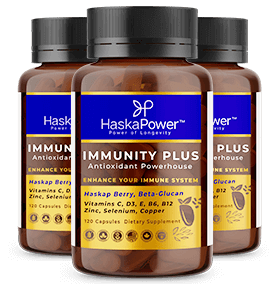 HaskaPower™
Power of Longevity
IMMUNITY PLUS
Antioxidant Powerhouse
ENHANCE YOUR IMMUNE SYSTEM
Haskap Berry, Beta-Glucan
Vitamins C, D3, E, B6, B12
Zinc, Selenium, Copper
120 Capsules Dietary Supplement